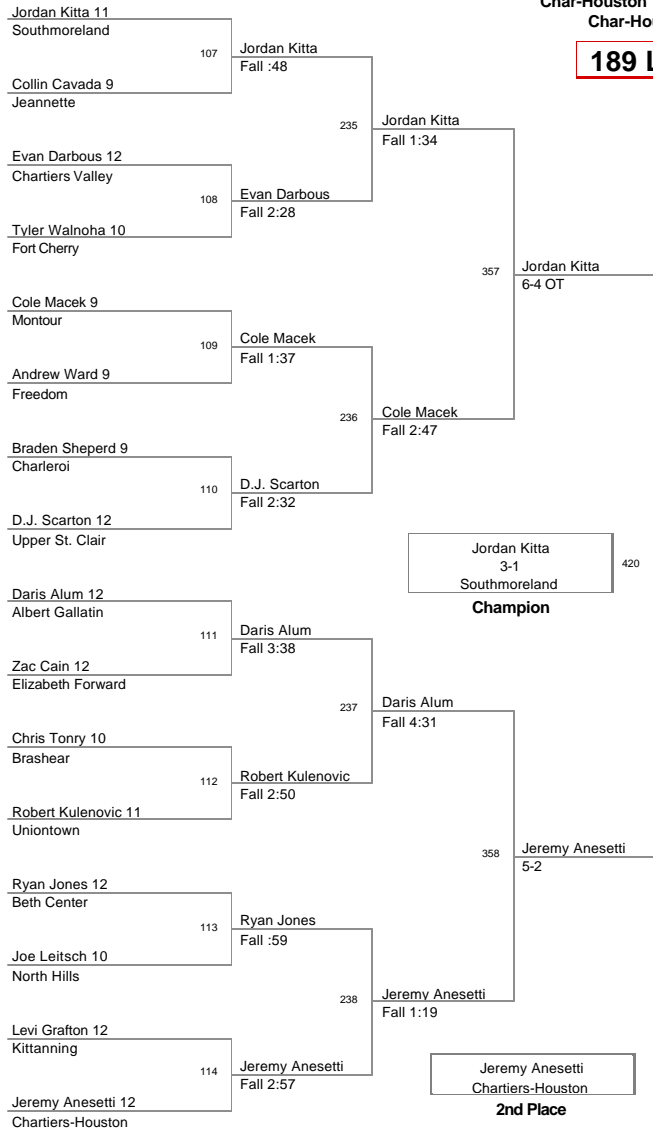 Char-Houston
Char-Hou
189 L
Jordan Kitta 11
Southmoreland
107
Jordan Kitta
Fall :48
Collin Cavada 9
Jeannette
235
Jordan Kitta
Fall 1:34
Evan Darbous 12
Chartiers Valley
108
Evan Darbous
Fall 2:28
Tyler Walnoha 10
Fort Cherry
357
Jordan Kitta
6-4 OT
Cole Macek 9
Montour
109
Cole Macek
Fall 1:37
Andrew Ward 9
Freedom
236
Cole Macek
Fall 2:47
Braden Sheperd 9
Charleroi
110
D.J. Scarton
Fall 2:32
D.J. Scarton 12
Upper St. Clair
Jordan Kitta
3-1
Southmoreland
420
Champion
Daris Alum 12
Albert Gallatin
111
Daris Alum
Fall 3:38
Zac Cain 12
Elizabeth Forward
237
Daris Alum
Fall 4:31
Chris Tonry 10
Brashear
112
Robert Kulenovic
Fall 2:50
Robert Kulenovic 11
Uniontown
358
Jeremy Anesetti
5-2
Ryan Jones 12
Beth Center
113
Ryan Jones
Fall :59
Joe Leitsch 10
North Hills
238
Jeremy Anesetti
Fall 1:19
Levi Grafton 12
Kittanning
114
Jeremy Anesetti
Fall 2:57
Jeremy Anesetti 12
Chartiers-Houston
Jeremy Anesetti
Chartiers-Houston
2nd Place